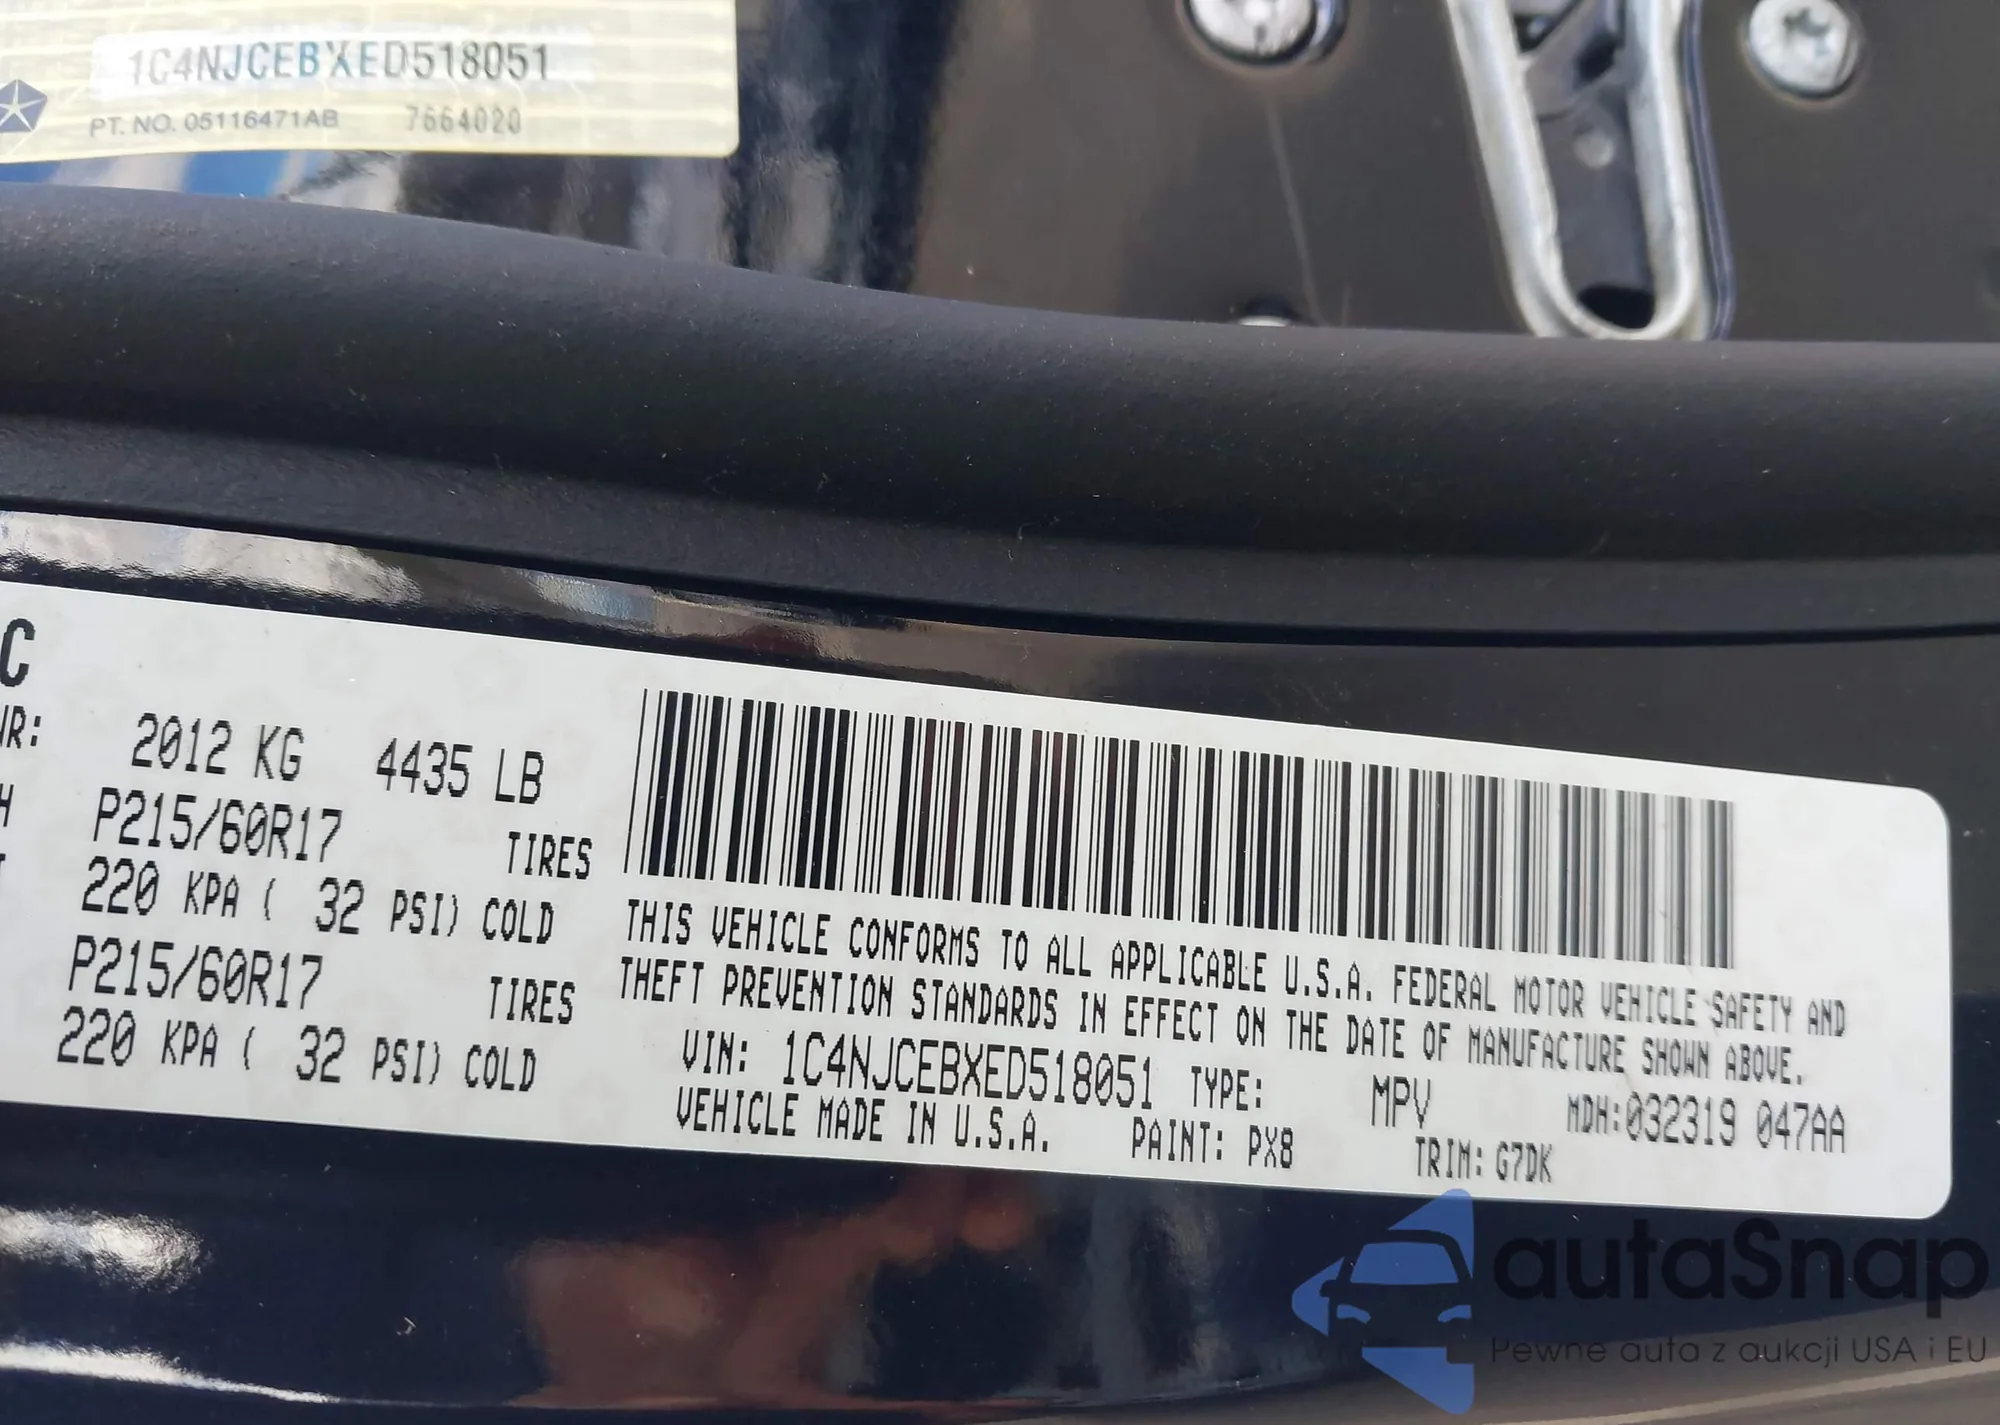 1C4NJCEBXED518051
PT. NO. 05116471AB 7664020
C
WR: 2012 KG 4435 LB
H P215/60R17 TIRES
T 220 KPA ( 32 PSI) COLD
P215/60R17 TIRES
220 KPA ( 32 PSI) COLD
THIS VEHICLE CONFORMS TO ALL APPLICABLE U.S.A. FEDERAL MOTOR VEHICLE SAFETY AND
THEFT PREVENTION STANDARDS IN EFFECT ON THE DATE OF MANUFACTURE SHOWN ABOVE.
VIN: 1C4NJCEBXED518051 TYPE: MPV MDH:032319 047AA
VEHICLE MADE IN U.S.A. PAINT: PX8 TRIM: G7DK
autaSnap
Pewne auta z aukcji USA i EU